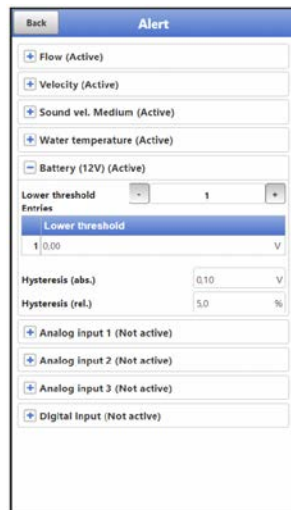 Back
Alert
+ Flow (Active)
+ Velocity (Active)
+ Sound vel. Medium (Active)
+ Water temperature (Active)
− Battery (12V) (Active)
Lower threshold - 1 +
Entries
Lower threshold
1 0,00 V
Hysteresis (abs.) 0,10 V
Hysteresis (rel.) 5,0 %
+ Analog input 1 (Not active)
+ Analog input 2 (Not active)
+ Analog input 3 (Not active)
+ Digital input (Not active)